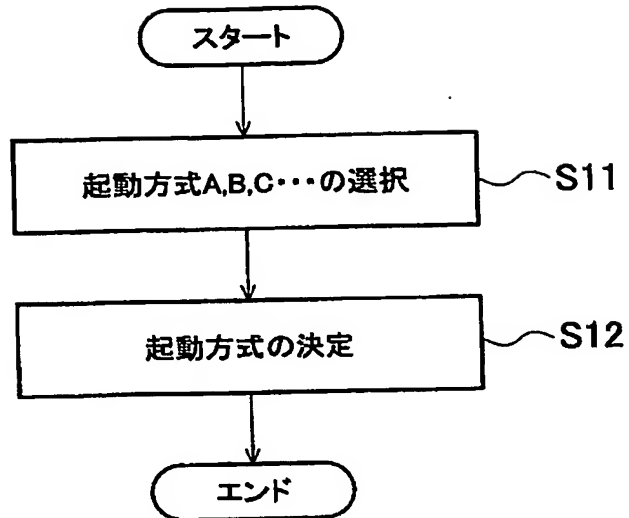 スタート
起動方式A,B,C・・・の選択
S11
起動方式の決定
S12
エンド